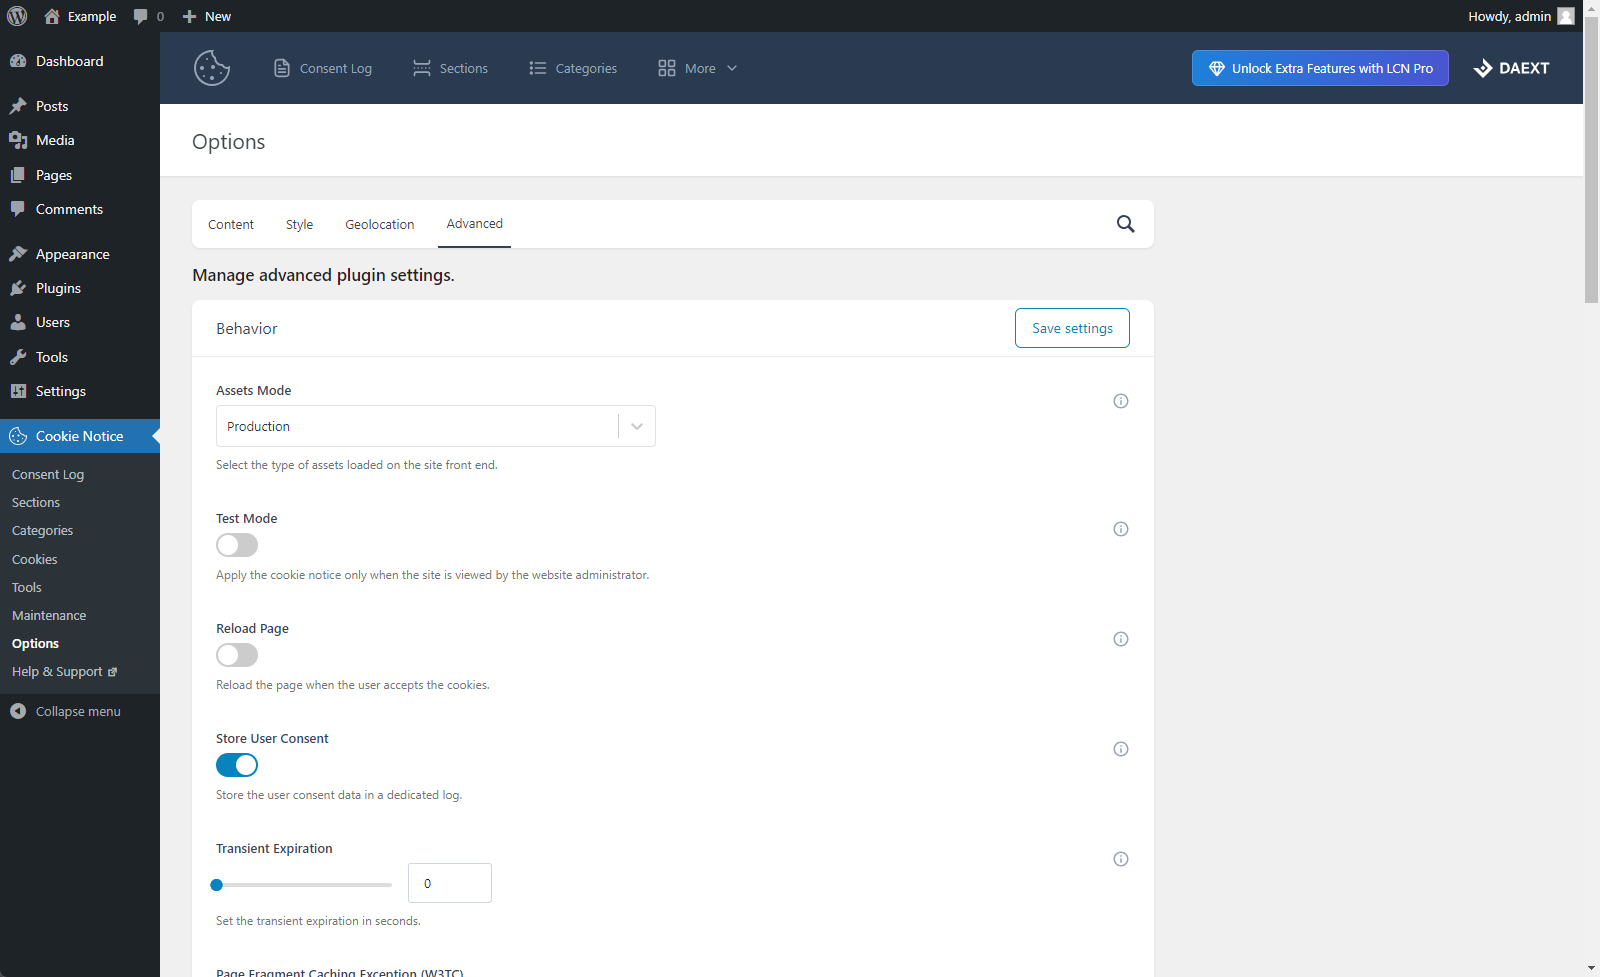 Example
0
New
Howdy, admin
Dashboard
Posts
Media
Pages
Comments
Appearance
Plugins
Users
Tools
Settings
Cookie Notice
Consent Log
Sections
Categories
Cookies
Tools
Maintenance
Options
Help & Support
Collapse menu
Consent Log
Sections
Categories
More
Unlock Extra Features with LCN Pro
DAEXT
Options
Content
Style
Geolocation
Advanced
Manage advanced plugin settings.
Behavior
Save settings
Assets Mode
Production
Select the type of assets loaded on the site front end.
Test Mode
Apply the cookie notice only when the site is viewed by the website administrator.
Reload Page
Reload the page when the user accepts the cookies.
Store User Consent
Store the user consent data in a dedicated log.
Transient Expiration
0
Set the transient expiration in seconds.
Page Fragment Caching Exception (W3TC)